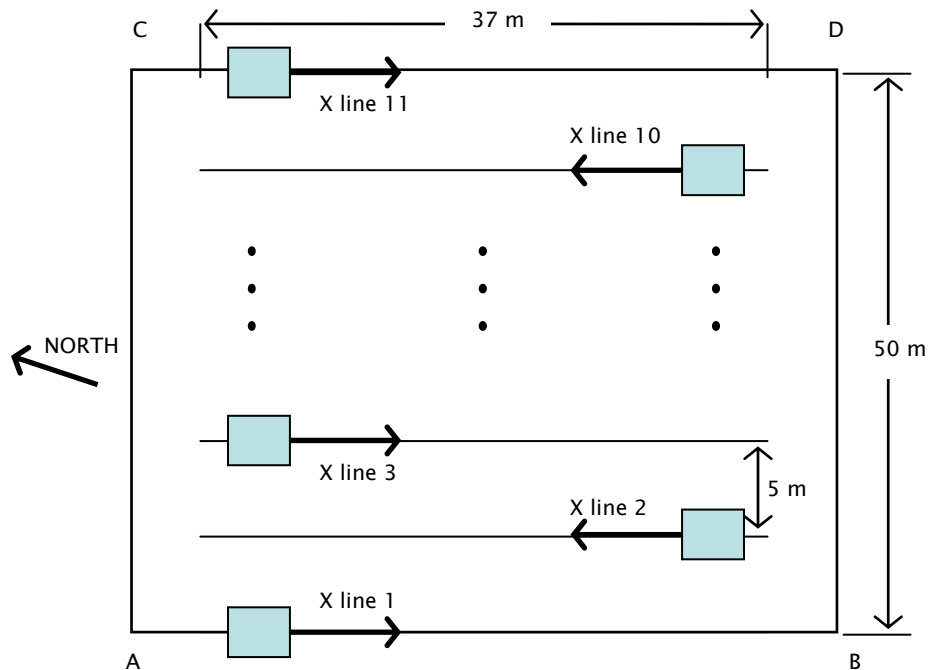 37 m
C
D
X line 11
X line 10
NORTH
50 m
X line 3
5 m
X line 2
X line 1
A
B